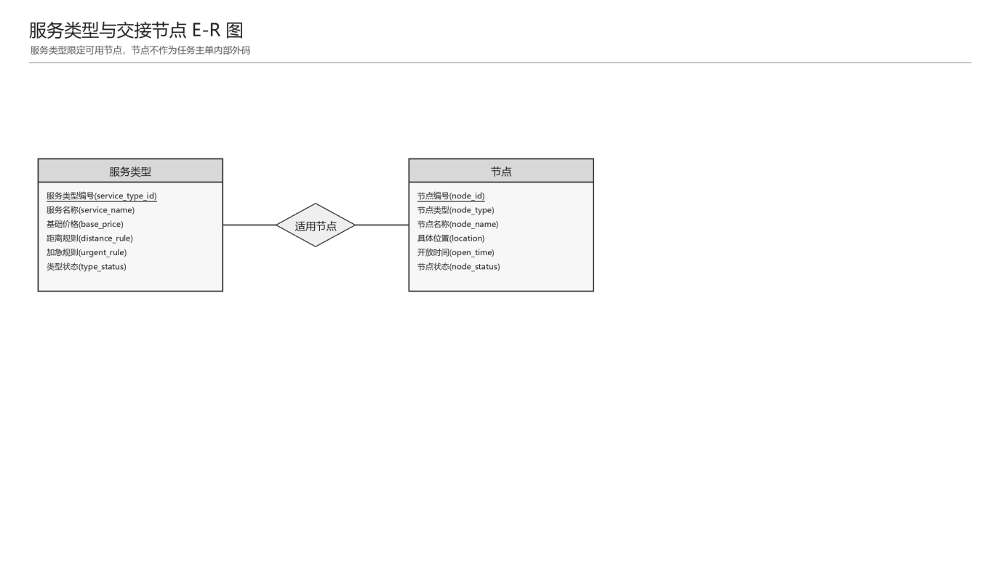 服务类型与交接节点 E-R 图
服务类型限定可用节点，节点不作为任务主单内部外码
服务类型
服务类型编号(service_type_id)
服务名称(service_name)
基础价格(base_price)
距离规则(distance_rule)
加急规则(urgent_rule)
类型状态(type_status)
适用节点
节点
节点编号(node_id)
节点类型(node_type)
节点名称(node_name)
具体位置(location)
开放时间(open_time)
节点状态(node_status)